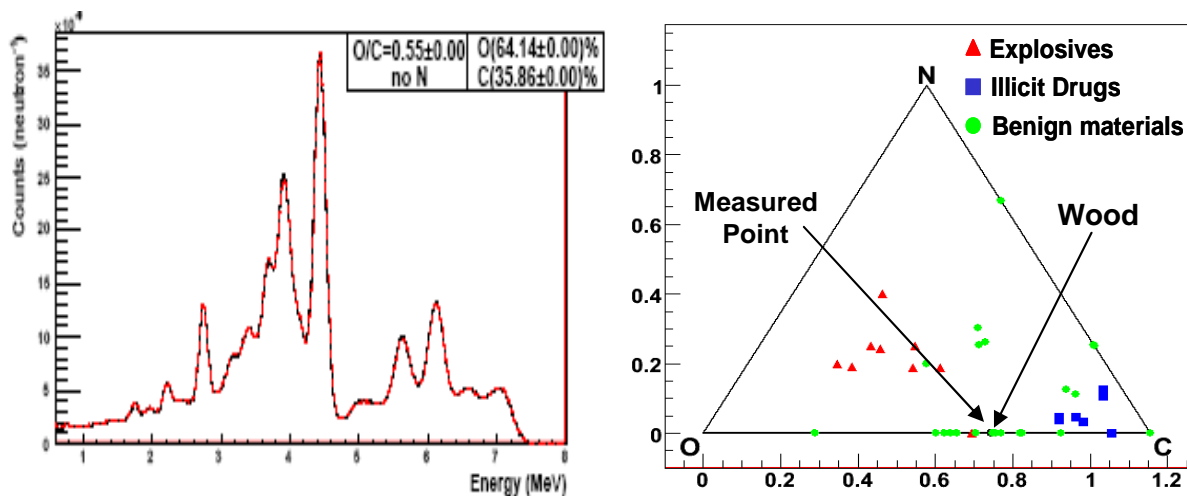 ×10⁻⁶
O/C=0.55±0.00 O(64.14±0.00)%
no N C(35.86±0.00)%
Counts (neutron⁻¹)
35
30
25
20
15
10
5
0
1 2 3 4 5 6 7 8
Energy (MeV)
Explosives
Illicit Drugs
Benign materials
N
1
0.8
0.6
0.4
0.2
0
Measured
Point
Wood
O
C
0 0.2 0.4 0.6 0.8 1 1.2